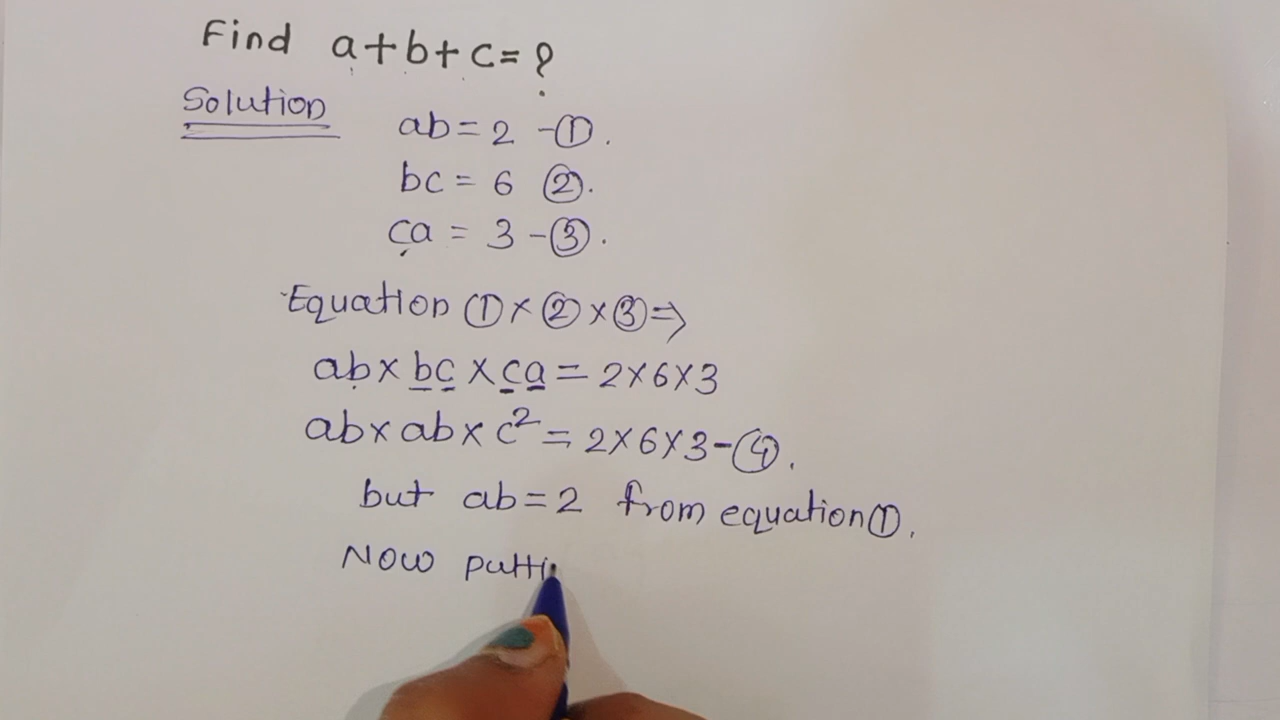 Find a+b+c=?
Solution
ab=2 -①.
bc = 6 ②.
ca = 3 -③.
Equation ①×②×③⇒
ab× bc × ca = 2×6×3
ab× ab× c² = 2×6×3-④.
but ab=2 from equation①.
Now putti